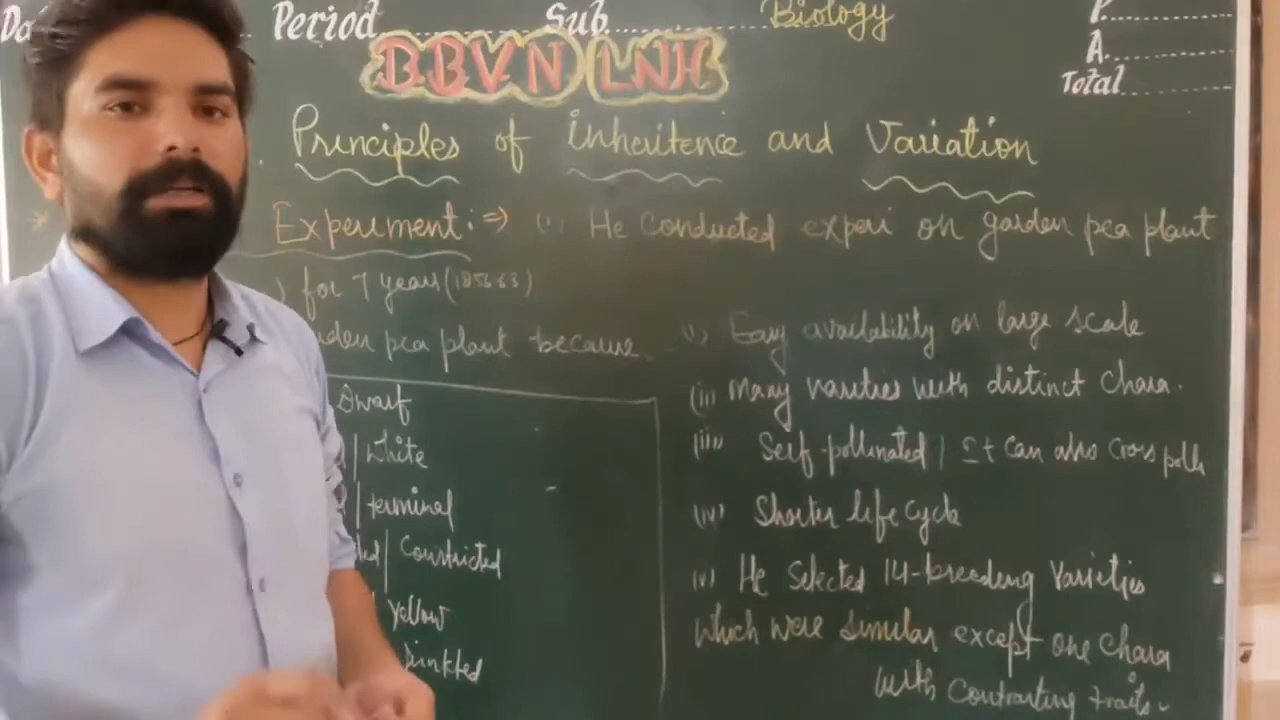 Period Sub. Biology P.
A.
Total
BBVN LNH
Principles of inheritence and Variation
* Experiment :⇒ (i) He Conducted experi on garden pea plant
) for 7 years (1856-63)
den pea plant because (i) Easy availability on large scale
Dwarf
(ii) Many varities with distinct Chara.
| White
(iii) Self-pollinated | It can also Cross polli
| terminal
(iv) Shorter life Cycle
| Constricted
(v) He Selected 14-breeding Varieties
Yellow
which were similar except one Chara
with Contrasting traits.